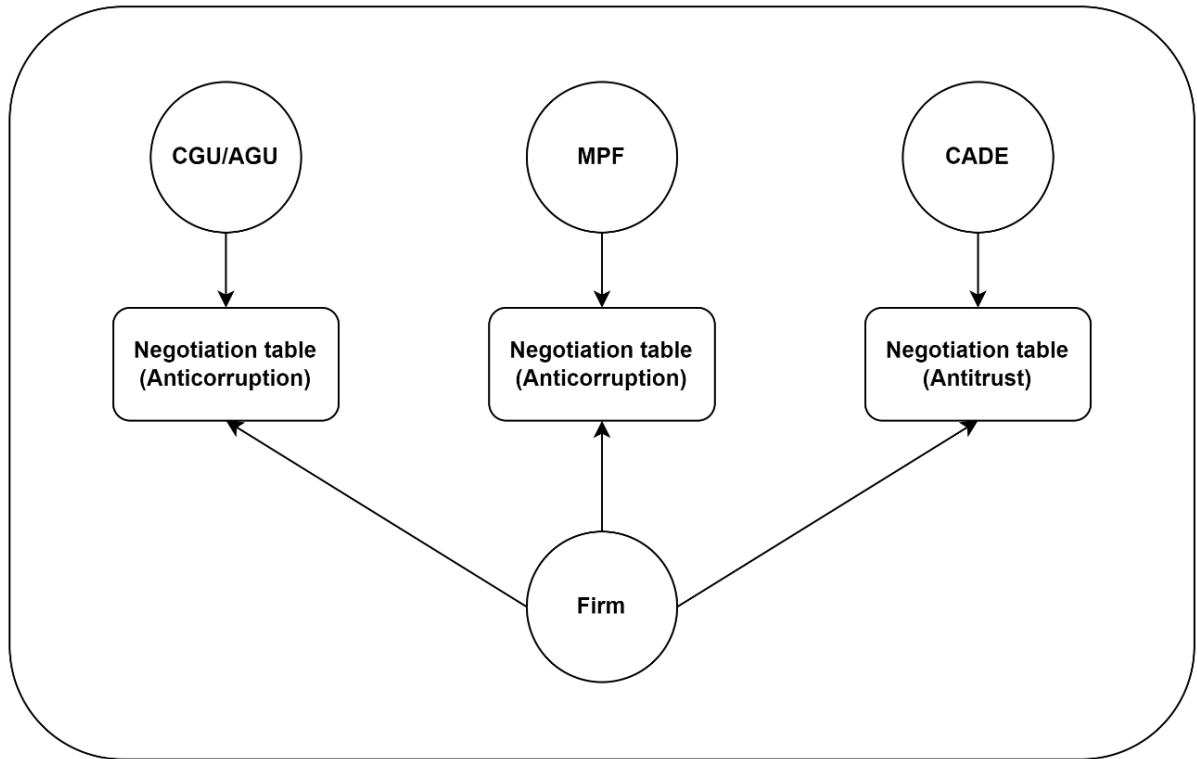 CGU/AGU
MPF
CADE
Negotiation table
(Anticorruption)
Negotiation table
(Anticorruption)
Negotiation table
(Antitrust)
Firm